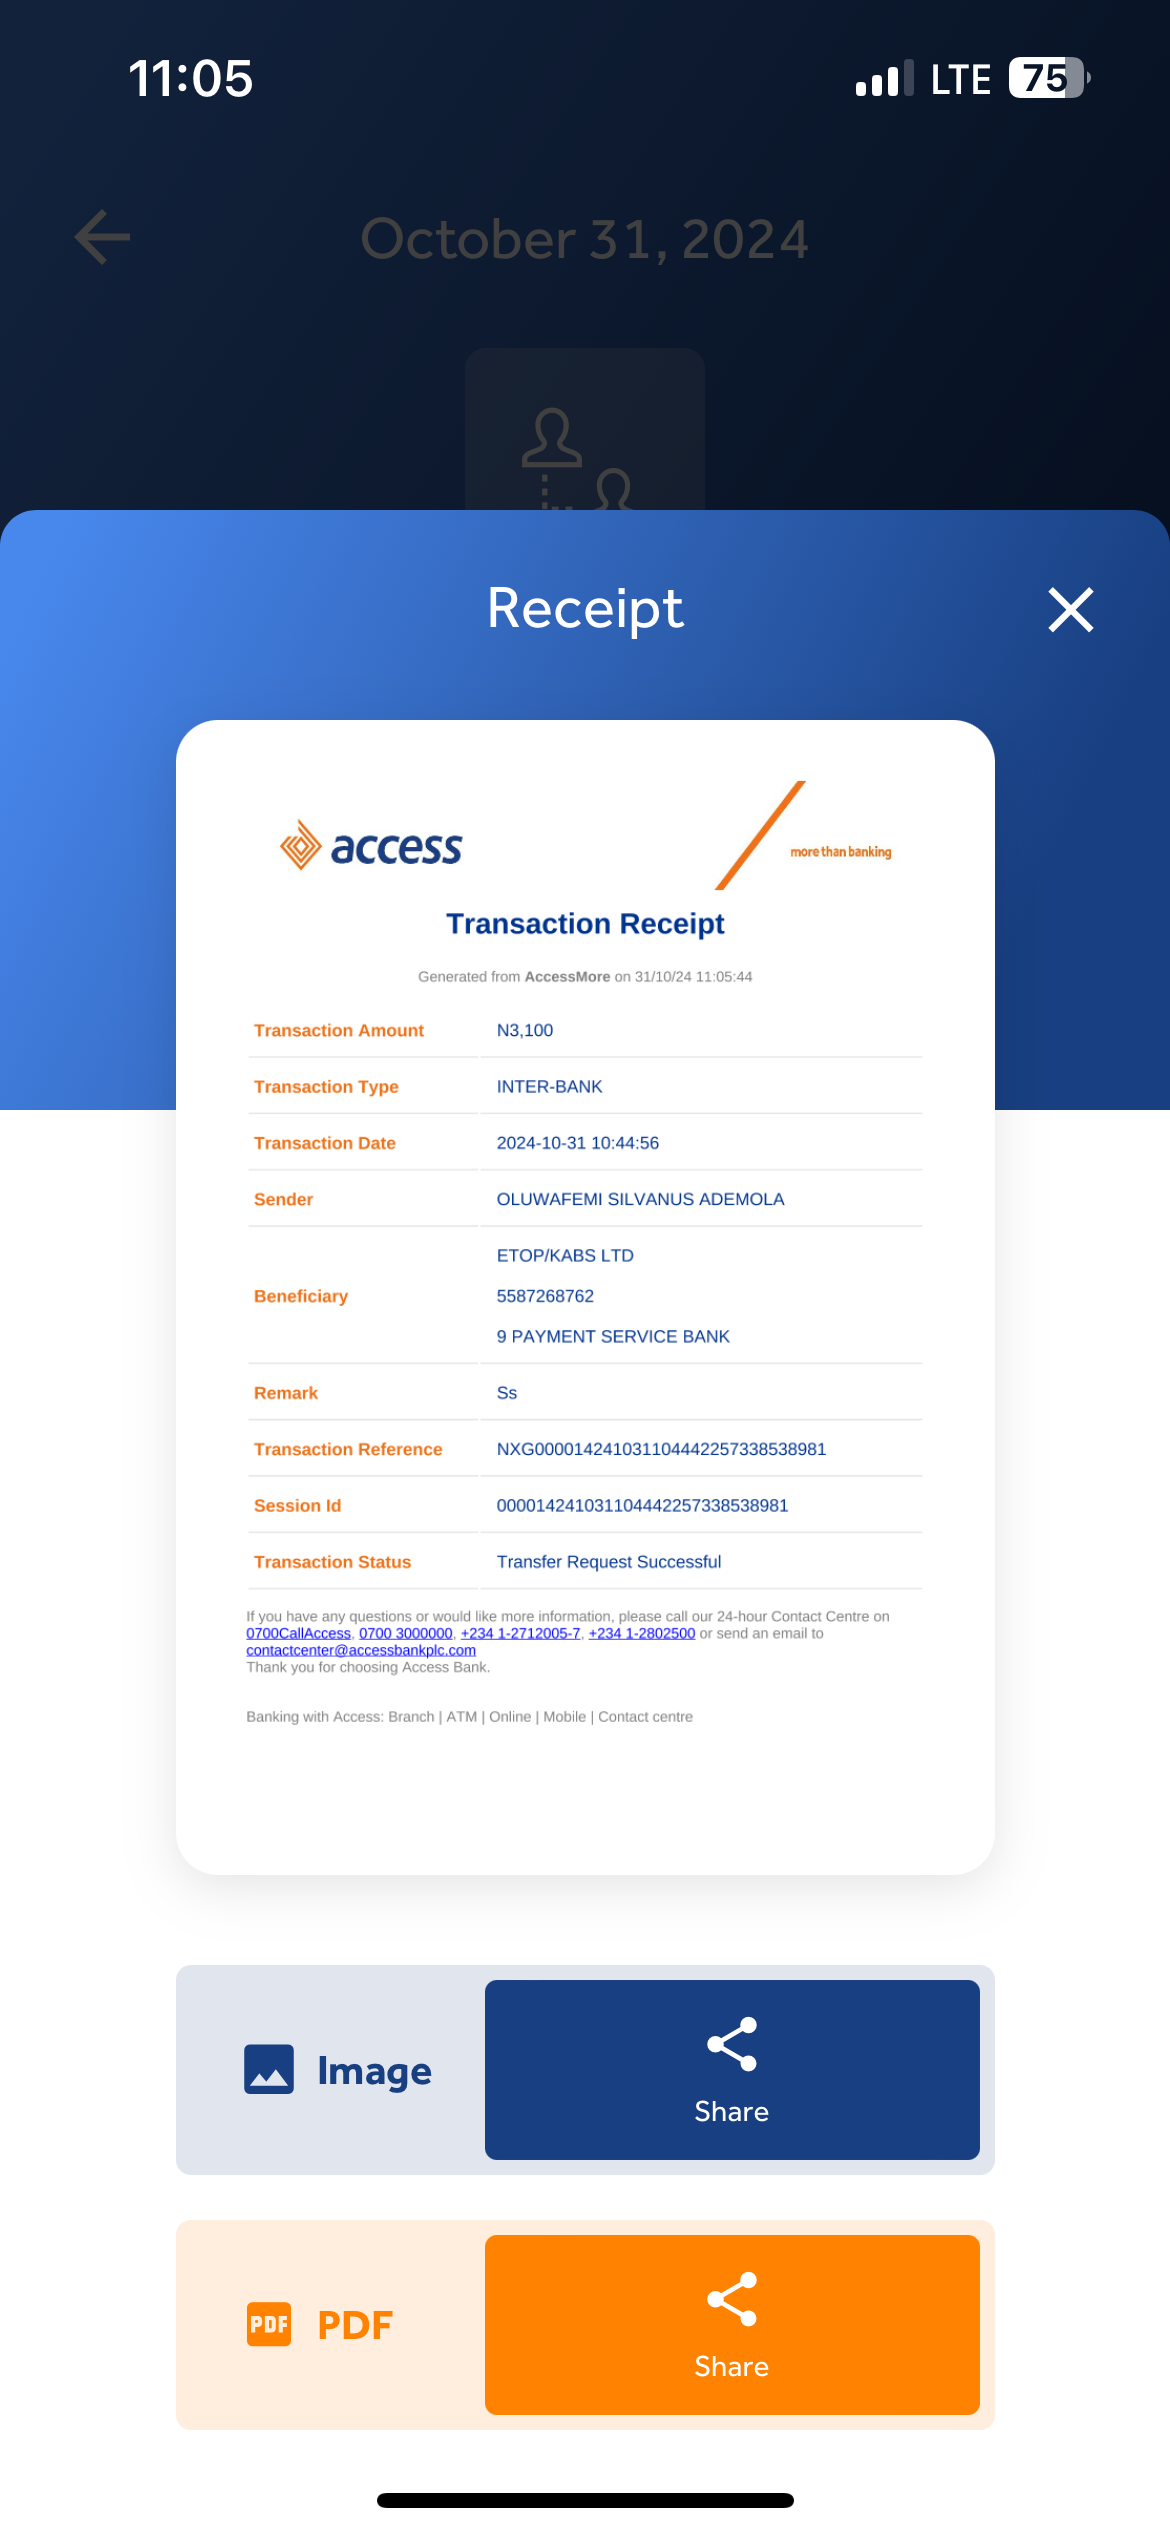 11:05
LTE
75
October 31, 2024
Receipt
access
more than banking
Transaction Receipt
Generated from AccessMore on 31/10/24 11:05:44
Transaction Amount N3,100
Transaction Type INTER-BANK
Transaction Date 2024-10-31 10:44:56
Sender OLUWAFEMI SILVANUS ADEMOLA
ETOP/KABS LTD
Beneficiary 5587268762
9 PAYMENT SERVICE BANK
Remark Ss
Transaction Reference NXG000014241031104442257338538981
Session Id 000014241031104442257338538981
Transaction Status Transfer Request Successful
If you have any questions or would like more information, please call our 24-hour Contact Centre on
0700CallAccess, 0700 3000000, +234 1-2712005-7, +234 1-2802500 or send an email to
contactcenter@accessbankplc.com
Thank you for choosing Access Bank.
Banking with Access: Branch | ATM | Online | Mobile | Contact centre
Image
Share
PDF
PDF
Share